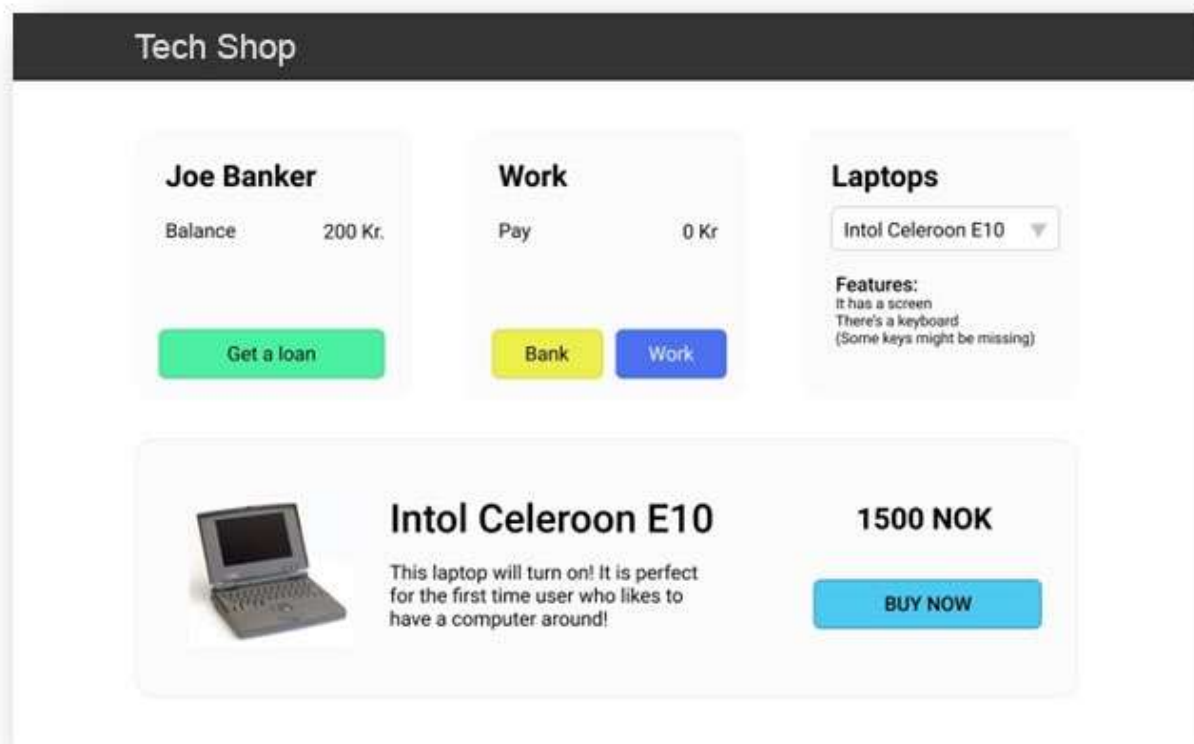 Tech Shop
Joe Banker
Balance 200 Kr.
Get a loan
Work
Pay 0 Kr
Bank Work
Laptops
Intol Celeroon E10
Features:
It has a screen
There's a keyboard
(Some keys might be missing)
Intol Celeroon E10
This laptop will turn on! It is perfect
for the first time user who likes to
have a computer around!
1500 NOK
BUY NOW